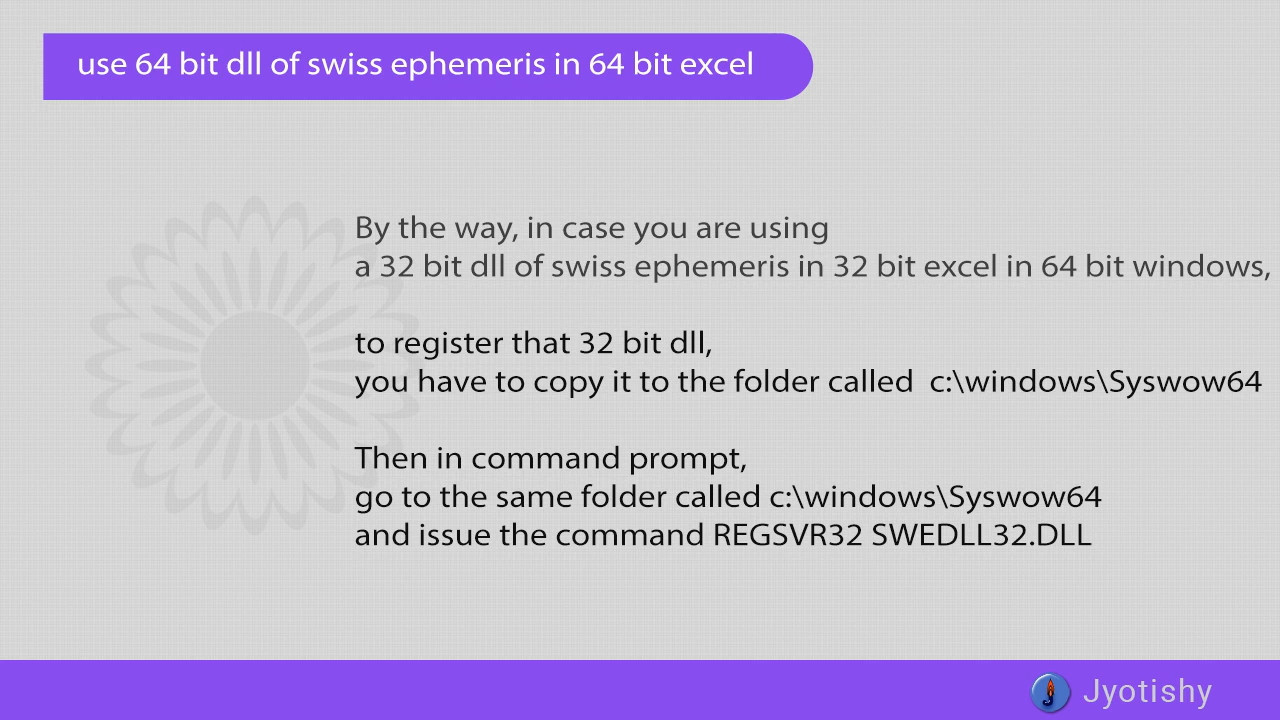 use 64 bit dll of swiss ephemeris in 64 bit excel
By the way, in case you are using
a 32 bit dll of swiss ephemeris in 32 bit excel in 64 bit windows,
to register that 32 bit dll,
you have to copy it to the folder called  c:\windows\Syswow64
Then in command prompt,
go to the same folder called c:\windows\Syswow64
and issue the command REGSVR32 SWEDLL32.DLL
Jyotishy